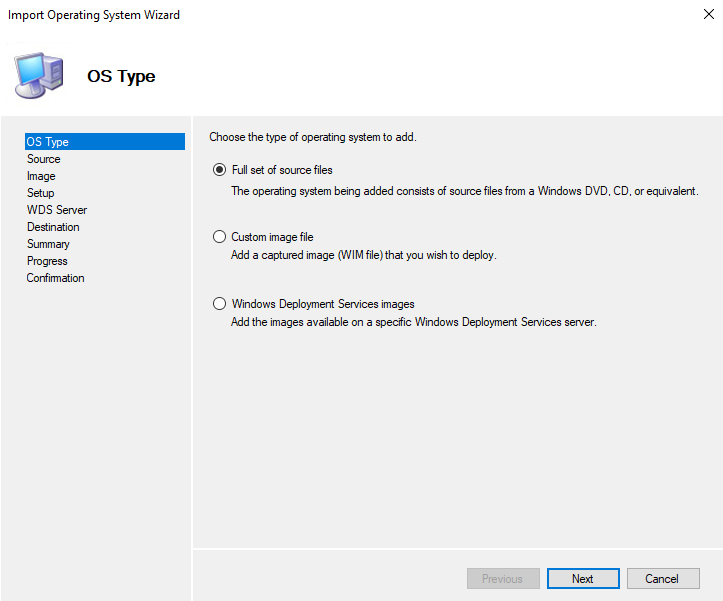 Import Operating System Wizard
OS Type
OS Type
Source
Image
Setup
WDS Server
Destination
Summary
Progress
Confirmation
Choose the type of operating system to add.
Full set of source files
The operating system being added consists of source files from a Windows DVD, CD, or equivalent.
Custom image file
Add a captured image (WIM file) that you wish to deploy.
Windows Deployment Services images
Add the images available on a specific Windows Deployment Services server.
Previous
Next
Cancel